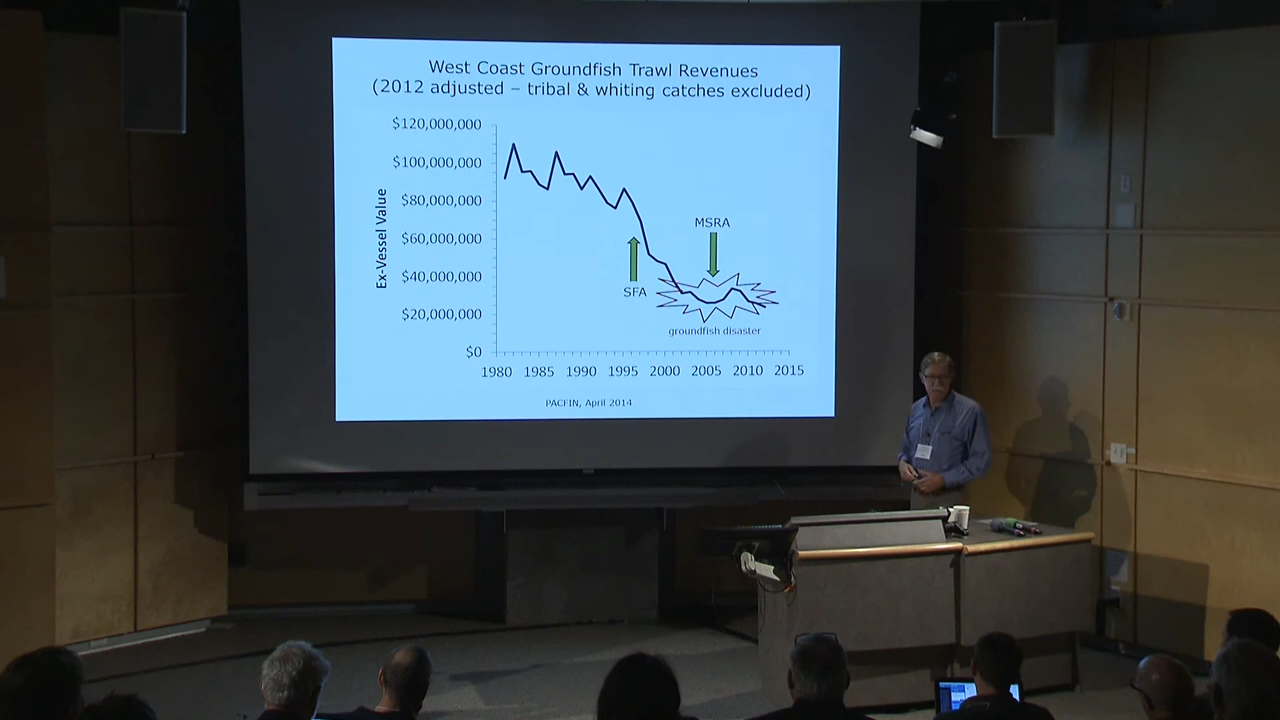 West Coast Groundfish Trawl Revenues
(2012 adjusted – tribal & whiting catches excluded)
$120,000,000
$100,000,000
$80,000,000
$60,000,000
$40,000,000
$20,000,000
$0
Ex-Vessel Value
MSRA
SFA
groundfish disaster
1980 1985 1990 1995 2000 2005 2010 2015
PACFIN, April 2014